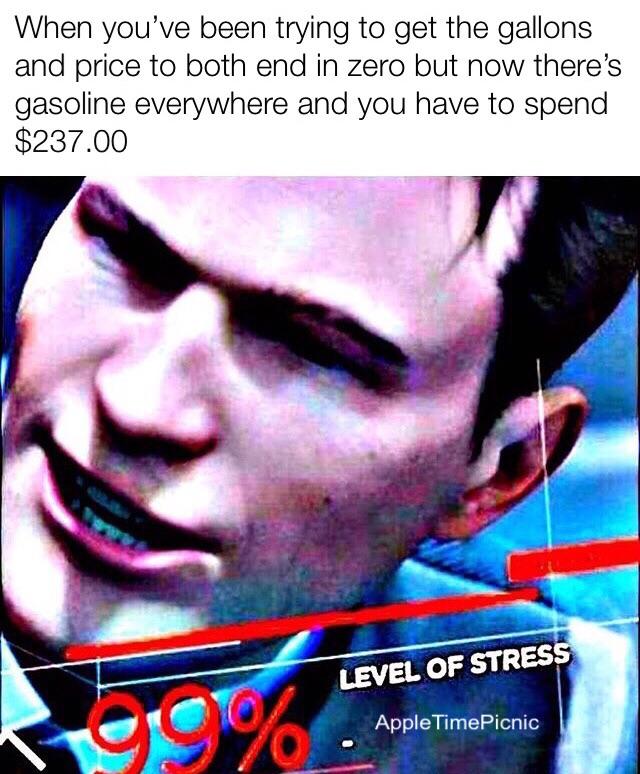 When you’ve been trying to get the gallons
and price to both end in zero but now there’s
gasoline everywhere and you have to spend
$237.00
LEVEL OF STRESS
99%
AppleTimePicnic